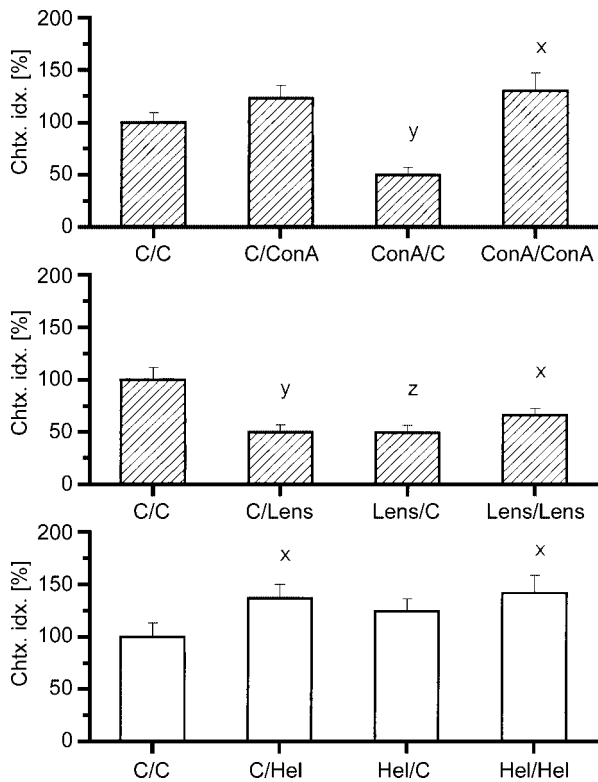 200
x
150
y
100
50
0
Chtx. idx. [%]
C/C C/ConA ConA/C ConA/ConA
200
150
x
y z
100
50
0
Chtx. idx. [%]
C/C C/Lens Lens/C Lens/Lens
200
x x
150
100
50
0
Chtx. idx. [%]
C/C C/Hel Hel/C Hel/Hel